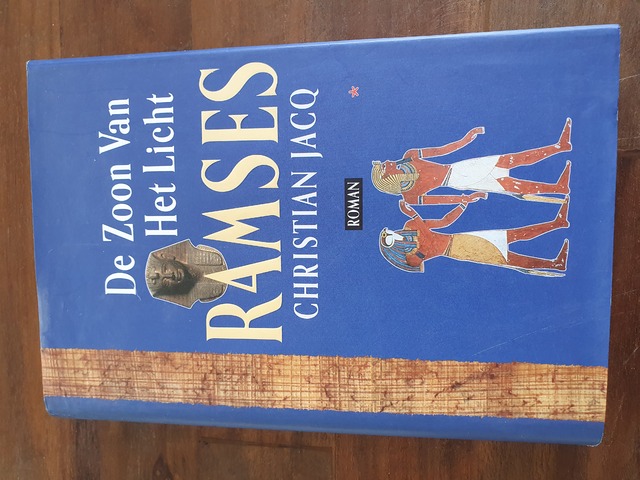 De Zoon Van
Het Licht
RAMSES
CHRISTIAN JACQ
ROMAN